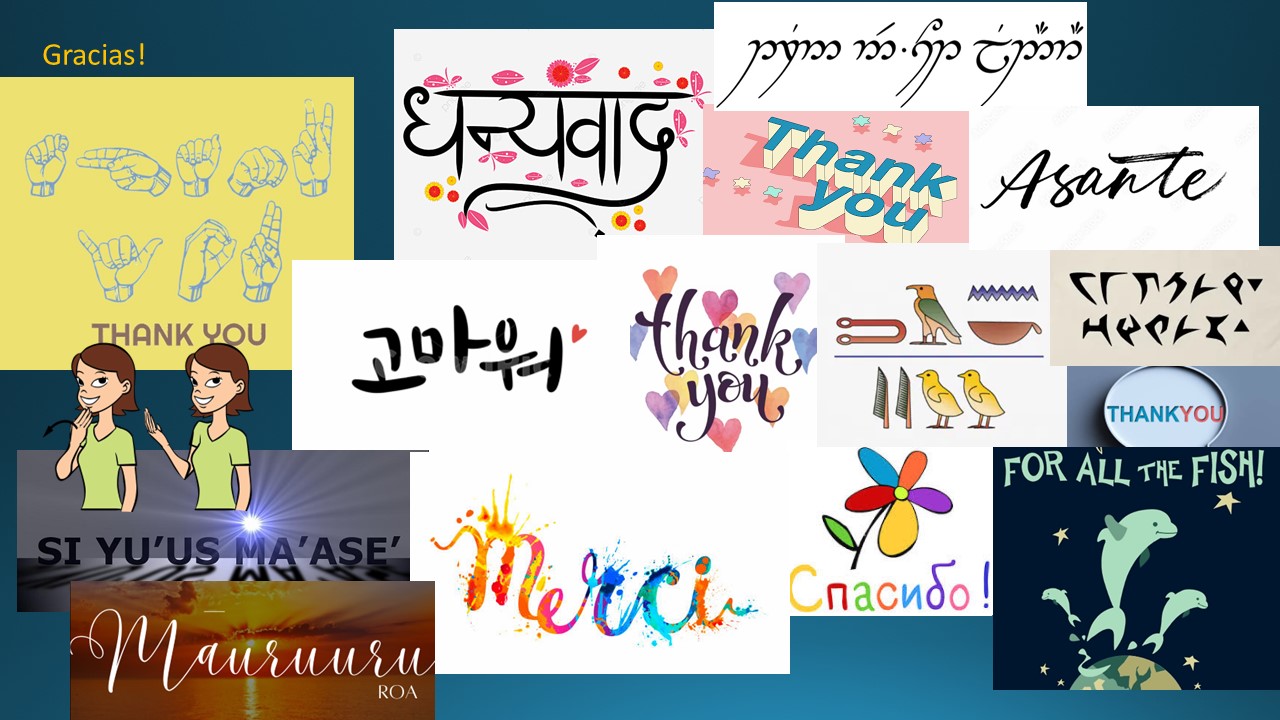 Gracias!
THANK YOU
धन्यवाद
Thank
you
Asante
고마워
thank
you
THANKYOU
SI YU’US MA’ASE’
Māuruuru
ROA
Merci
Спасибо!
FOR ALL THE FISH!